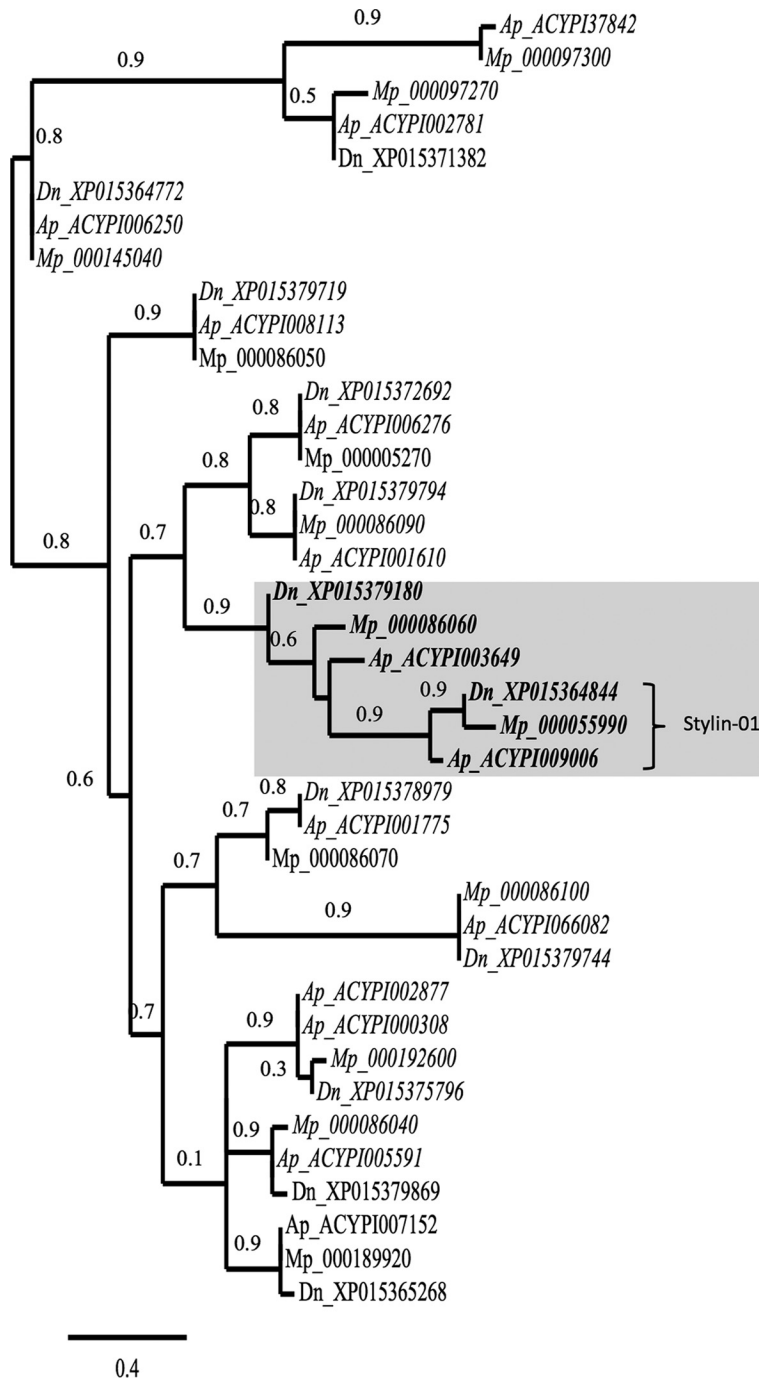 0.9
Ap_ACYPI37842
0.9
Mp_000097300
Mp_000097270
0.5
Ap_ACYPI002781
0.8
Dn_XP015371382
Dn_XP015364772
Ap_ACYPI006250
Mp_000145040
Dn_XP015379719
0.9
Ap_ACYPI008113
Mp_000086050
Dn_XP015372692
0.8
Ap_ACYPI006276
0.8
Mp_000005270
Dn_XP015379794
0.8
Mp_000086090
0.7
0.8
Ap_ACYPI001610
Dn_XP015379180
0.9
Mp_000086060
0.6
Ap_ACYPI003649
0.9
Dn_XP015364844
0.9
Mp_000055990
Stylin-01
Ap_ACYPI009006
0.6
0.8
Dn_XP015378979
0.7
Ap_ACYPI001775
0.7
Mp_000086070
Mp_000086100
0.9
Ap_ACYPI066082
Dn_XP015379744
0.7
Ap_ACYPI002877
0.9
Ap_ACYPI000308
Mp_000192600
0.3
Dn_XP015375796
Mp_000086040
0.9
0.1
Ap_ACYPI005591
Dn_XP015379869
Ap_ACYPI007152
0.9
Mp_000189920
Dn_XP015365268
0.4